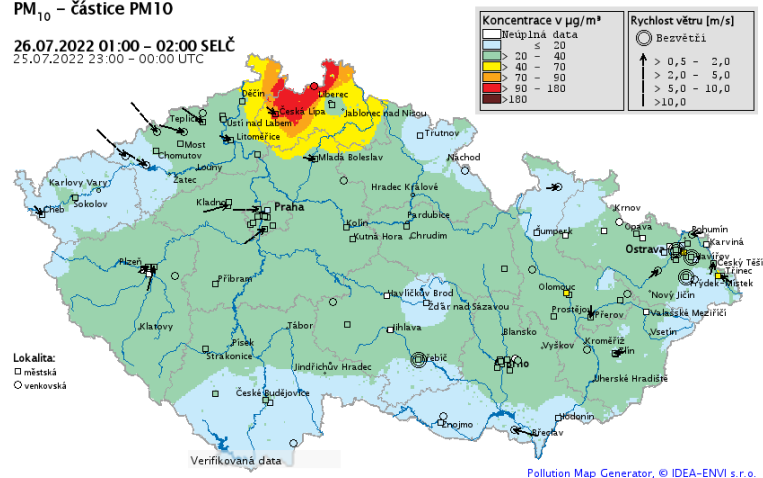 PM10 – částice PM10
26.07.2022 01:00 – 02:00 SELČ
25.07.2022 23:00 – 00:00 UTC
Koncentrace v µg/m³
Neúplná data
≤ 20
> 20 - 40
> 40 - 70
> 70 - 90
> 90 - 180
>180
Rychlost větru [m/s]
Bezvětří
> 0,5 - 2,0
> 2,0 - 5,0
> 5,0 - 10,0
>10,0
Děčín
Liberec
Teplice
Česká Lípa
Jablonec nad Nisou
Ústí nad Labem
Trutnov
Litoměřice
Most
Chomutov
Mladá Boleslav
Náchod
Louny
Žatec
Karlovy Vary
Hradec Králové
Sokolov
Kladno
Praha
Cheb
Pardubice
Krnov
Kolín
Opava
Bohumín
Kutná Hora
Chrudim
Šumperk
Karviná
Ostrava
Havířov
Plzeň
Český Těší
Třinec
Příbram
Frýdek-Místek
Olomouc
Havlíčkův Brod
Nový Jičín
Žďár nad Sázavou
Prostějov
Přerov
Valašské Meziříčí
Klatovy
Tábor
Jihlava
Blansko
Vsetín
Písek
Kroměříž
Vyškov
Zlín
Lokalita:
Strakonice
Třebíč
Brno
městská
Jindřichův Hradec
venkovská
Uherské Hradiště
České Budějovice
Hodonín
Znojmo
Břeclav
Verifikovaná data
Pollution Map Generator, © IDEA-ENVI s.r.o.